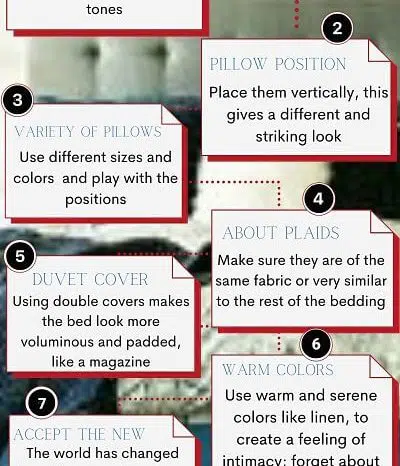 tones
2
PILLOW POSITION
Place them vertically, this
gives a different and
striking look
3
VARIETY OF PILLOWS
Use different sizes and
colors and play with the
positions
4
ABOUT PLAIDS
Make sure they are of the
same fabric or very similar
to the rest of the bedding
5
DUVET COVER
Using double covers makes
the bed look more
voluminous and padded,
like a magazine
6
WARM COLORS
Use warm and serene
colors like linen, to
create a feeling of
intimacy; forget about
7
ACCEPT THE NEW
The world has changed